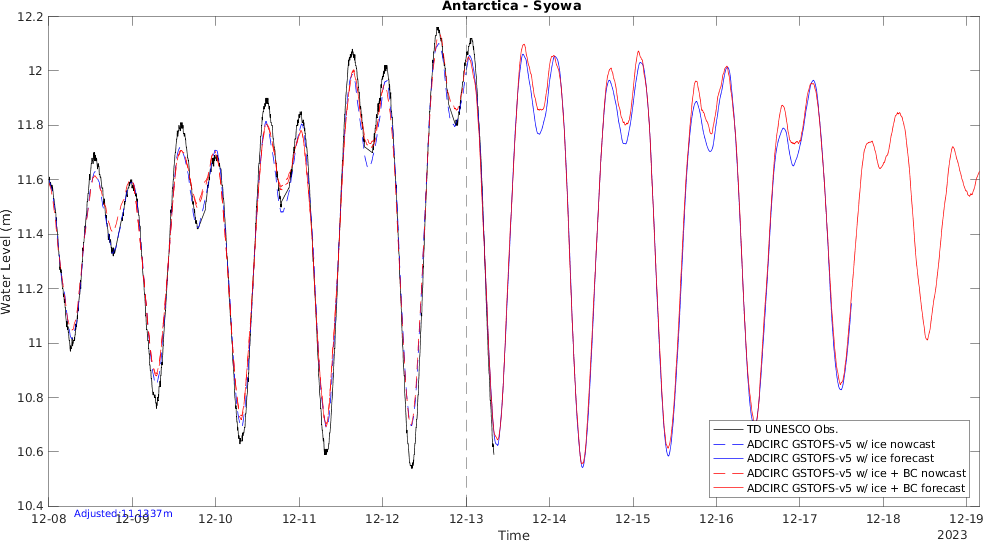 Antarctica - Syowa
12.2
12
11.8
11.6
11.4
11.2
11
10.8
10.6
10.4
Water Level (m)
TD UNESCO Obs.
ADCIRC GSTOFS-v5 w/ ice nowcast
ADCIRC GSTOFS-v5 w/ ice forecast
ADCIRC GSTOFS-v5 w/ ice + BC nowcast
ADCIRC GSTOFS-v5 w/ ice + BC forecast
Adjusted:11.1237m
12-08 12-09 12-10 12-11 12-12 12-13 12-14 12-15 12-16 12-17 12-18 12-19
Time
2023